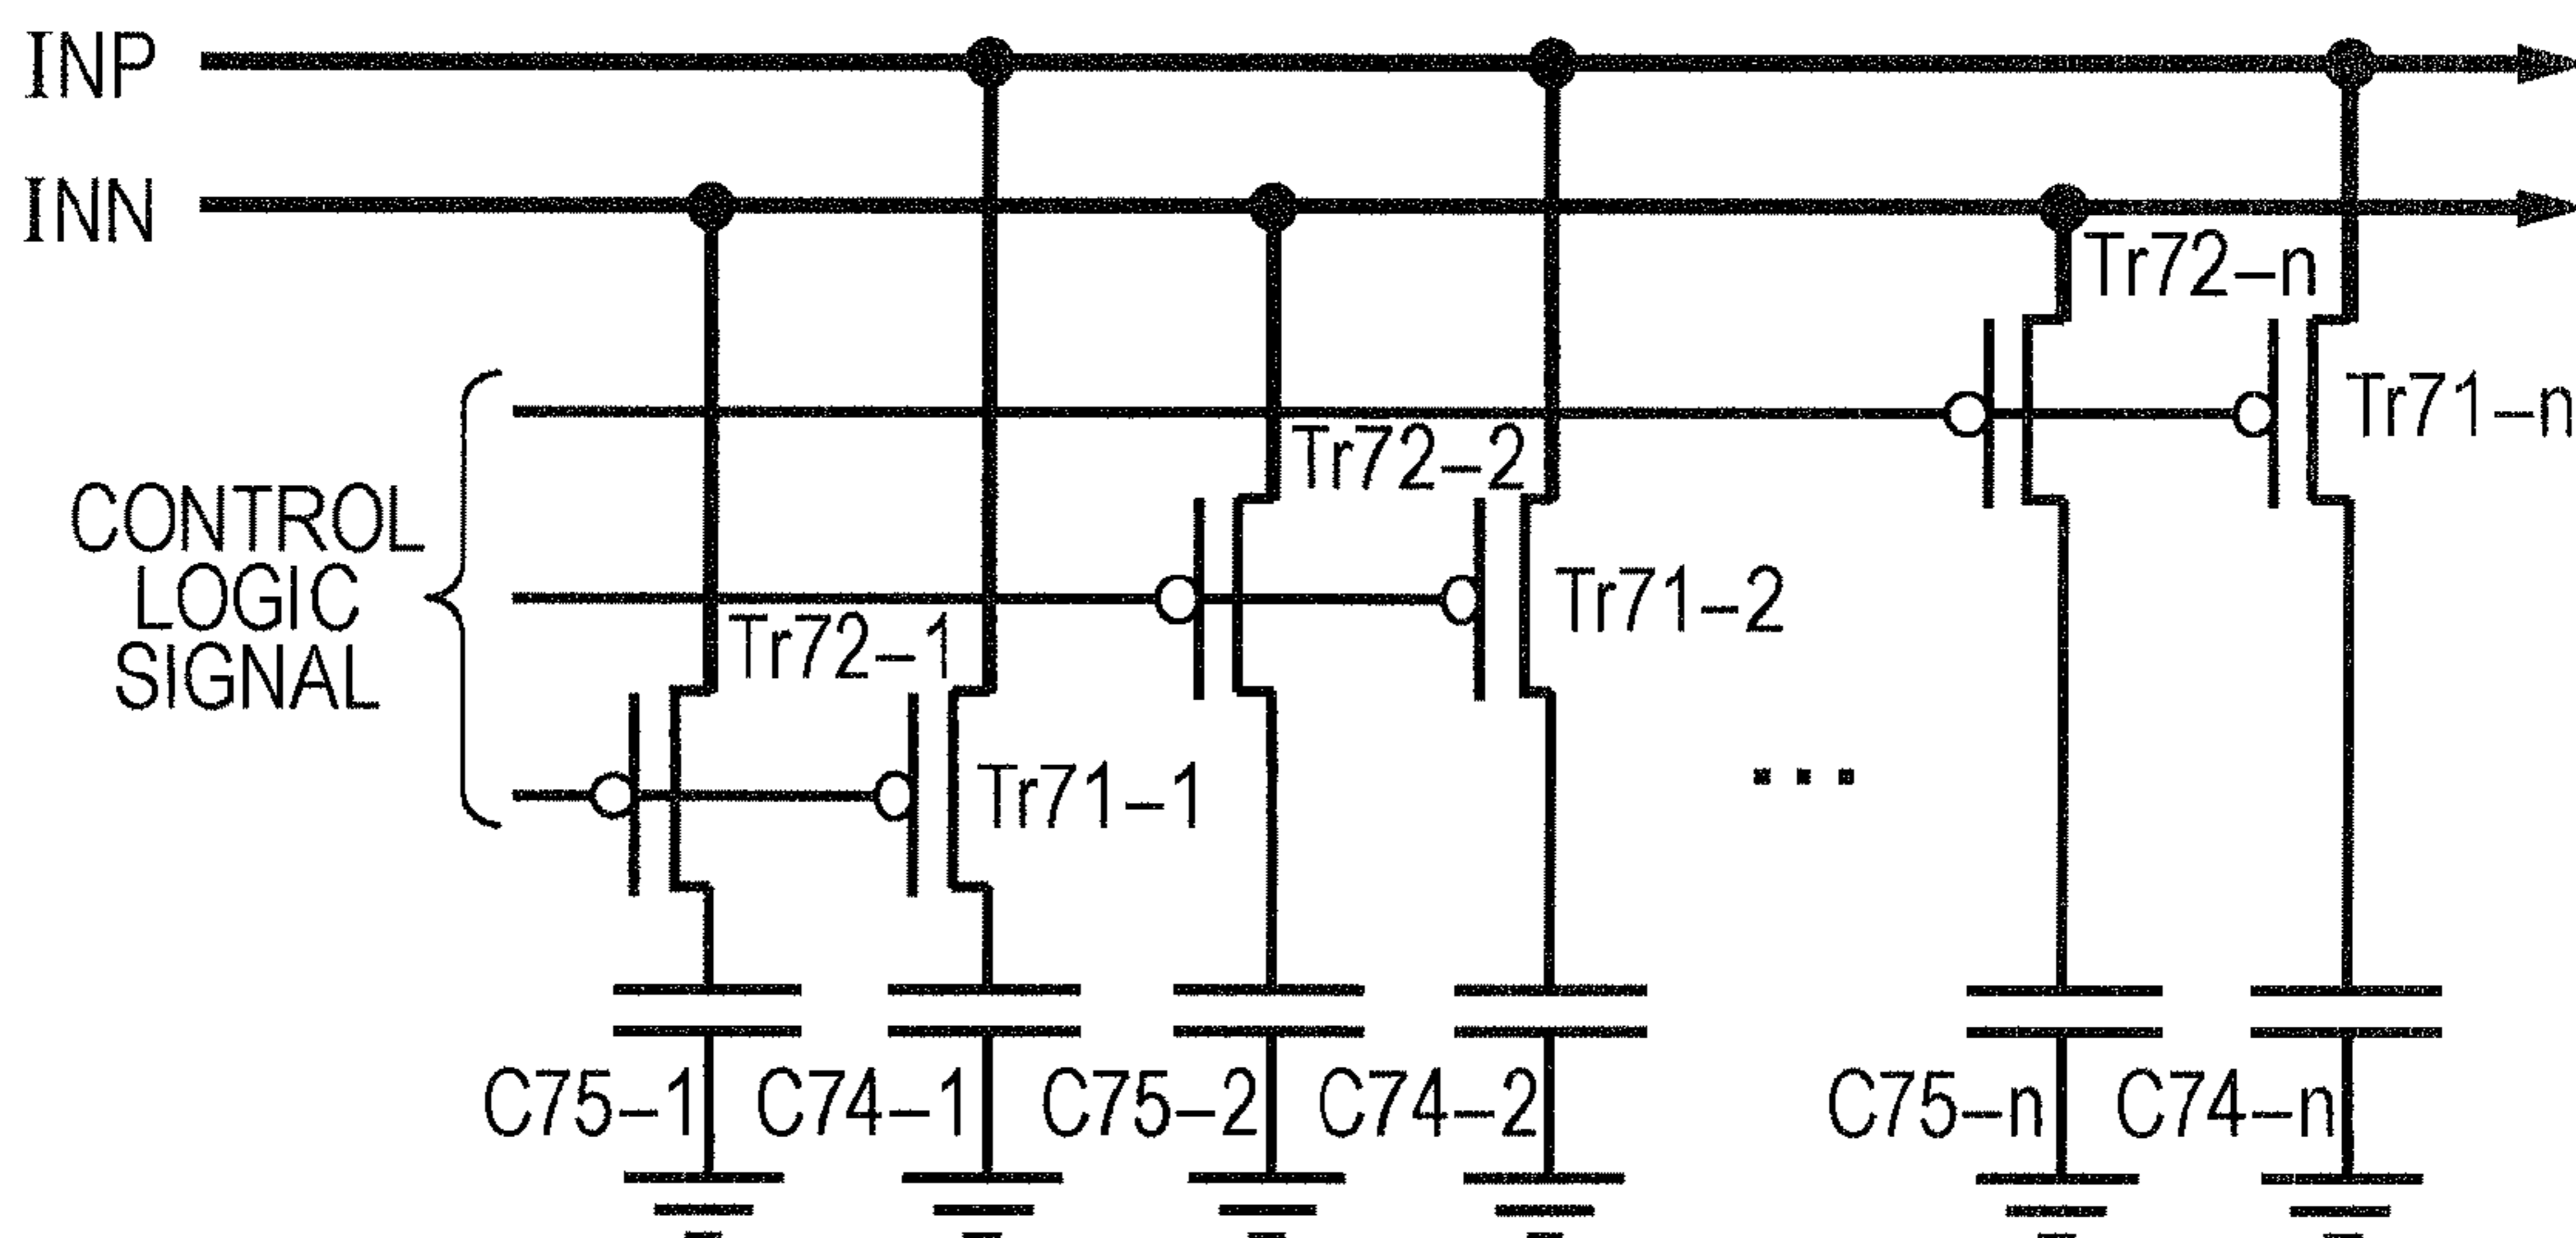 INP
INN
Tr72–n
Tr71–n
Tr72–2
CONTROL
LOGIC
SIGNAL
Tr71–2
Tr72–1
Tr71–1
...
C75–1
C74–1
C75–2
C74–2
C75–n
C74–n